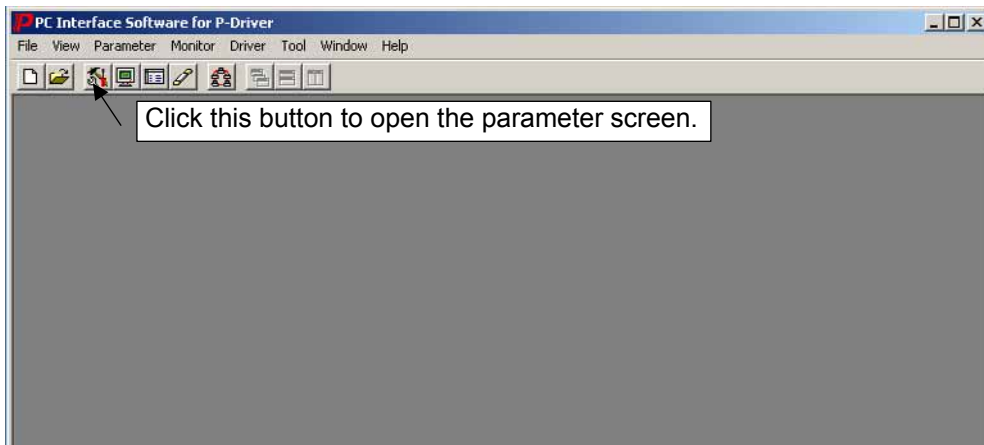 PC Interface Software for P-Driver
File View Parameter Monitor Driver Tool Window Help
Click this button to open the parameter screen.